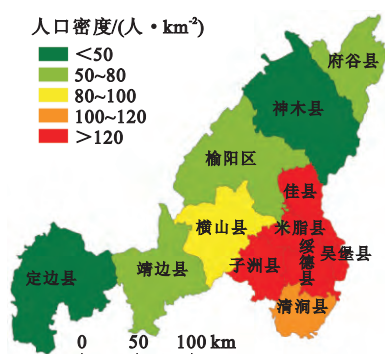 人口密度/(人·km⁻²)
<50
50~80
80~100
100~120
>120
府谷县
神木县
榆阳区
佳县
横山县
米脂县
绥德县
吴堡县
子洲县
靖边县
定边县
清涧县
0 50 100 km